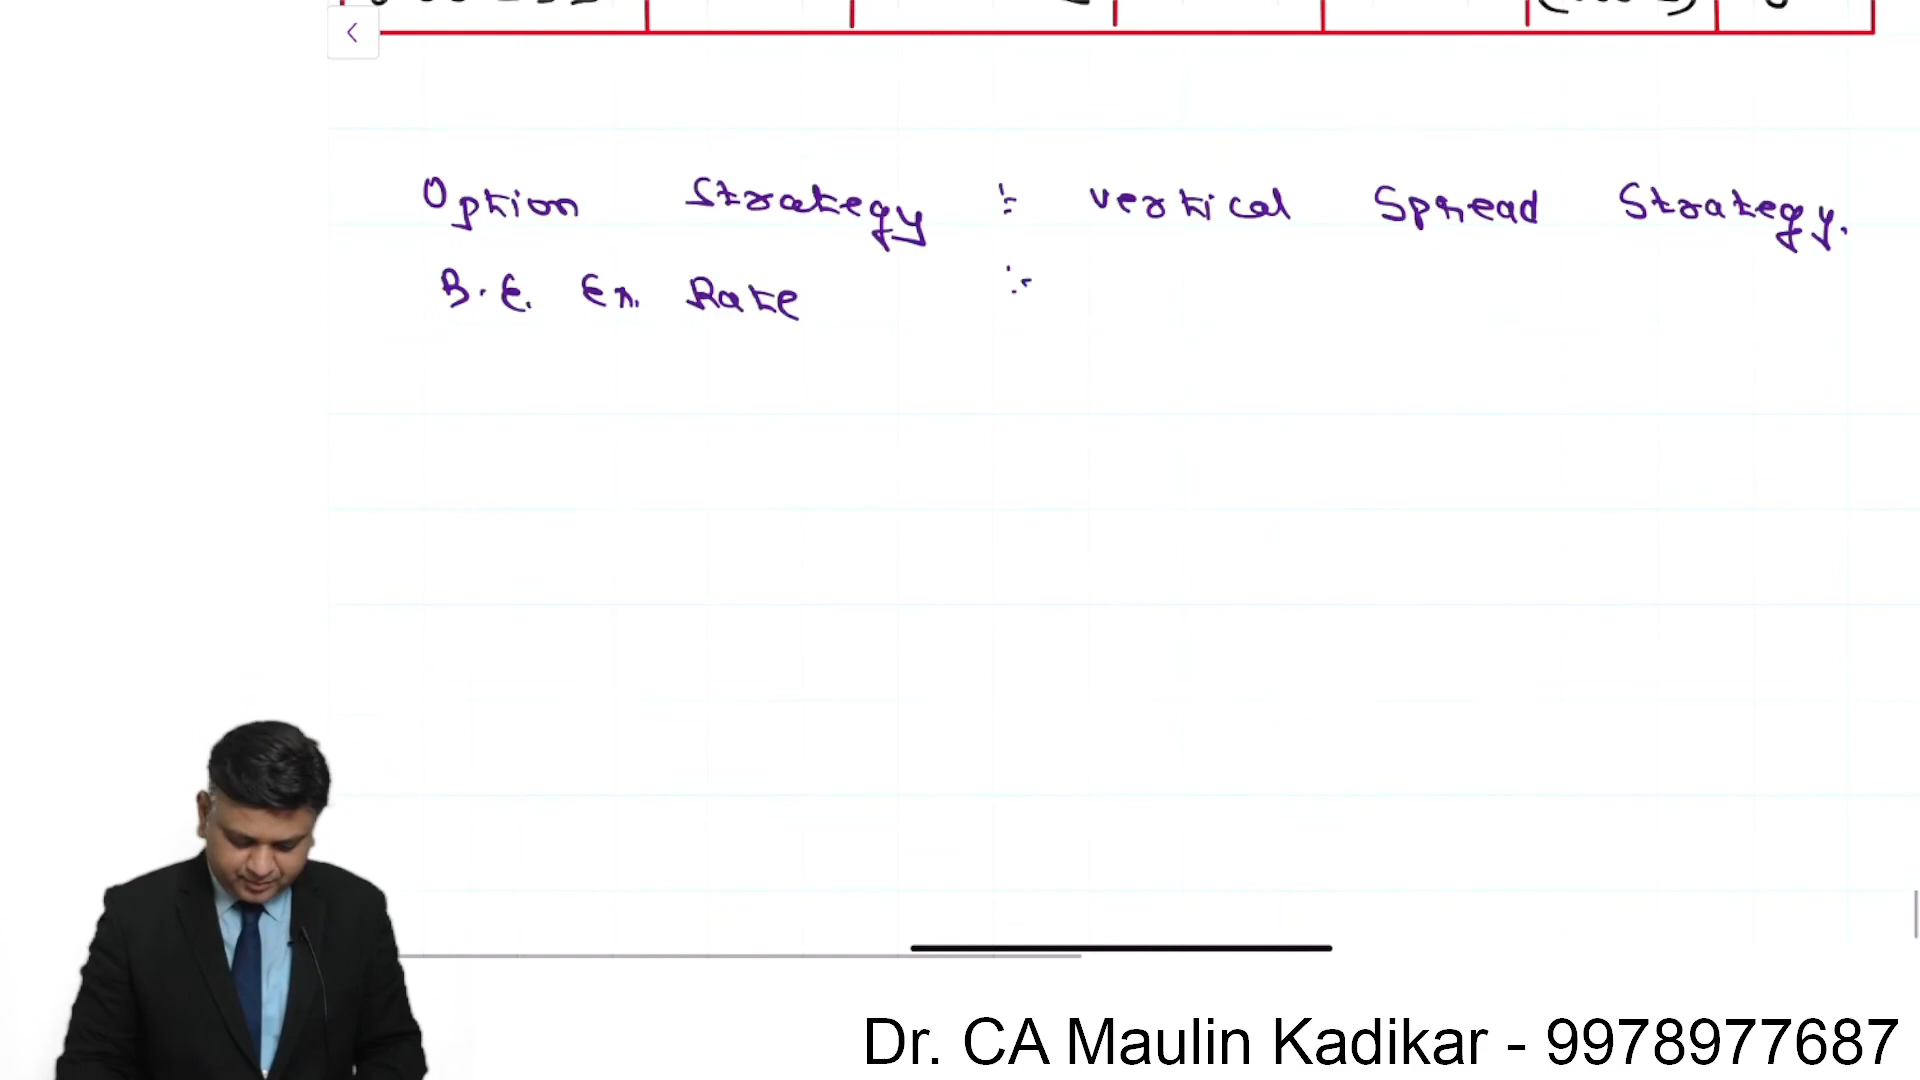 Option Strategy :- Vertical Spread Strategy.
B.E. Ex. Rate :-
Dr. CA Maulin Kadikar - 9978977687